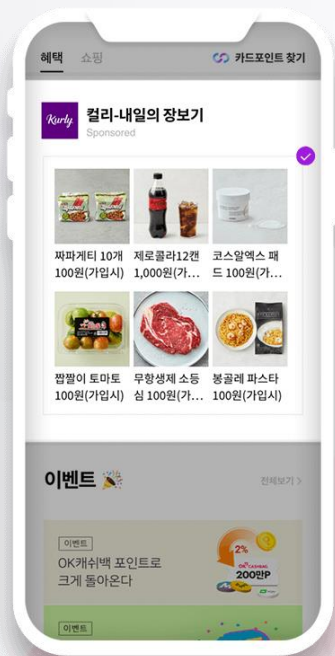 혜택 쇼핑 카드포인트 찾기
Kurly 컬리-내일의 장보기
Sponsored
짜파게티 10개 제로콜라12캔 코스알엑스 패
100원(가입시) 1,000원(가... 드 100원(가...
짭짤이 토마토 무항생제 소등 봉골레 파스타
100원(가입시) 심 100원(가... 100원(가입시)
이벤트 전체보기 >
이벤트
OK캐쉬백 포인트로
크게 돌아온다
2%
OK CASHBAG
200만P
이벤트